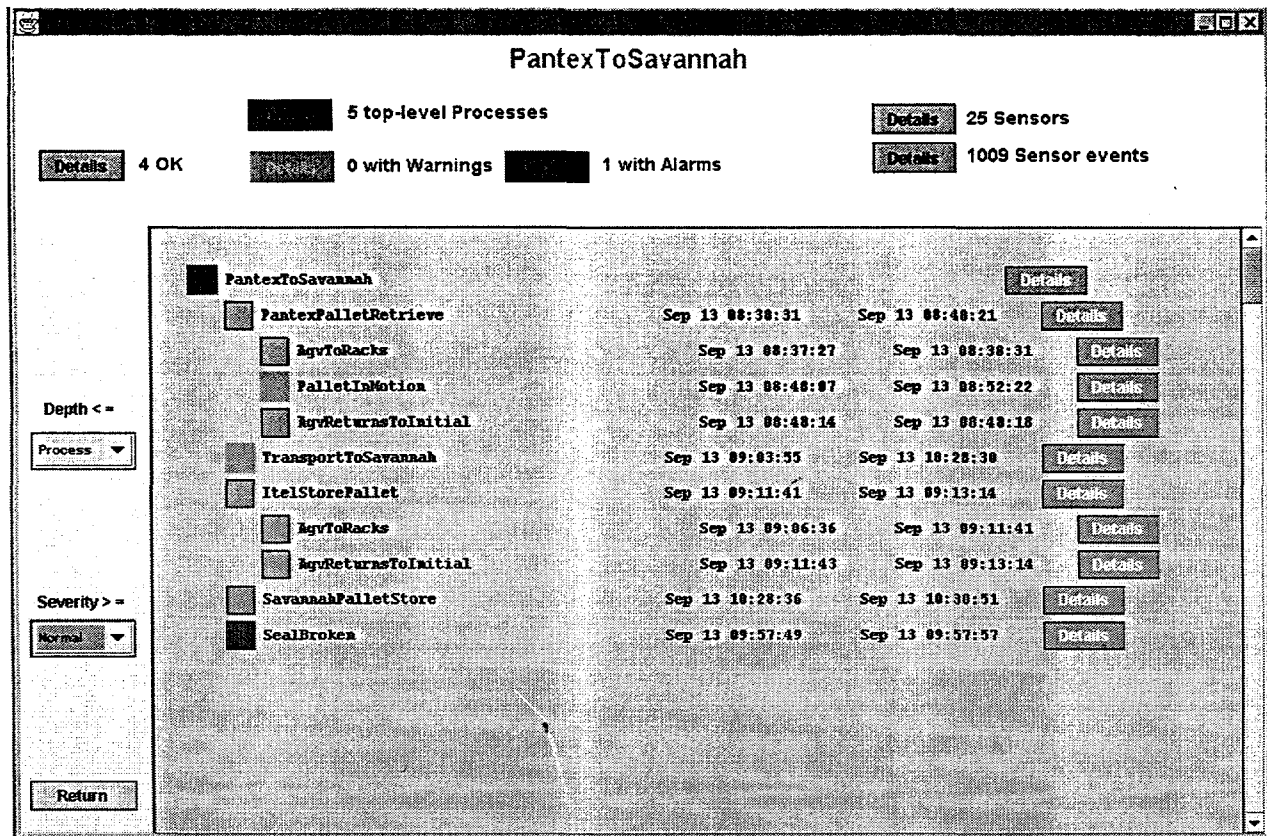 PantexToSavannah
5 top-level Processes
Details 25 Sensors
Details 4 OK
0 with Warnings
1 with Alarms
Details 1009 Sensor events
PantexToSavannah Details
PantexPalletRetrieve Sep 13 08:38:31 Sep 13 08:48:21 Details
AgvToRacks Sep 13 08:37:27 Sep 13 08:38:31 Details
PalletInMotion Sep 13 08:48:07 Sep 13 08:52:22 Details
AgvReturnsToInitial Sep 13 08:48:14 Sep 13 08:48:18 Details
Depth < =
Process
TransportToSavannah Sep 13 09:03:55 Sep 13 10:28:30 Details
ItelStorePallet Sep 13 09:11:41 Sep 13 09:13:14 Details
AgvToRacks Sep 13 09:06:36 Sep 13 09:11:41 Details
AgvReturnsToInitial Sep 13 09:11:43 Sep 13 09:13:14 Details
Severity > =
Normal
SavannahPalletStore Sep 13 10:28:36 Sep 13 10:30:51 Details
SealBroken Sep 13 09:57:49 Sep 13 09:57:57 Details
Return